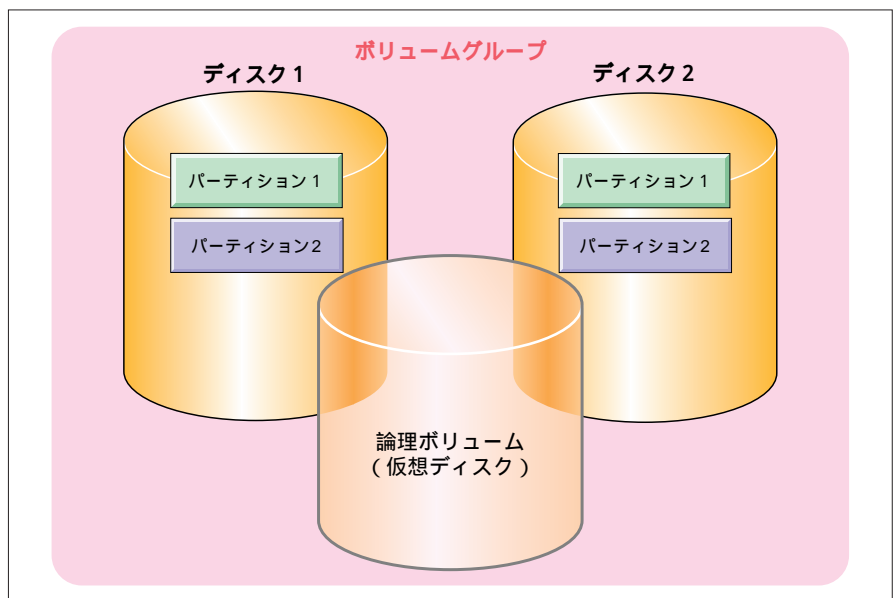 ボリュームグループ
ディスク1
ディスク2
パーティション1
パーティション2
パーティション1
パーティション2
論理ボリューム
(仮想ディスク)